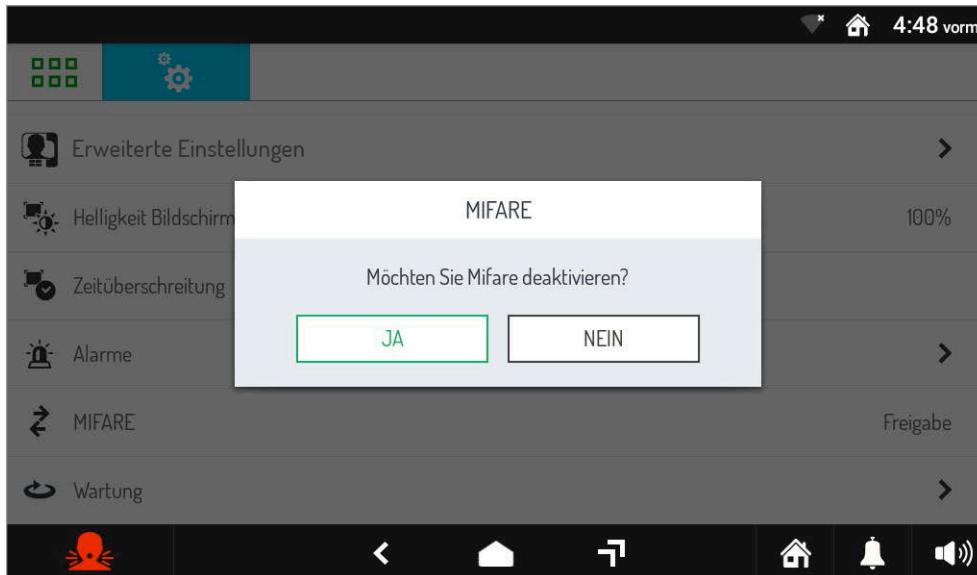 4:48 vorm
Erweiterte Einstellungen
Helligkeit Bildschirm
100%
Zeitüberschreitung
Alarme
MIFARE
Freigabe
Wartung
MIFARE
Möchten Sie Mifare deaktivieren?
JA
NEIN